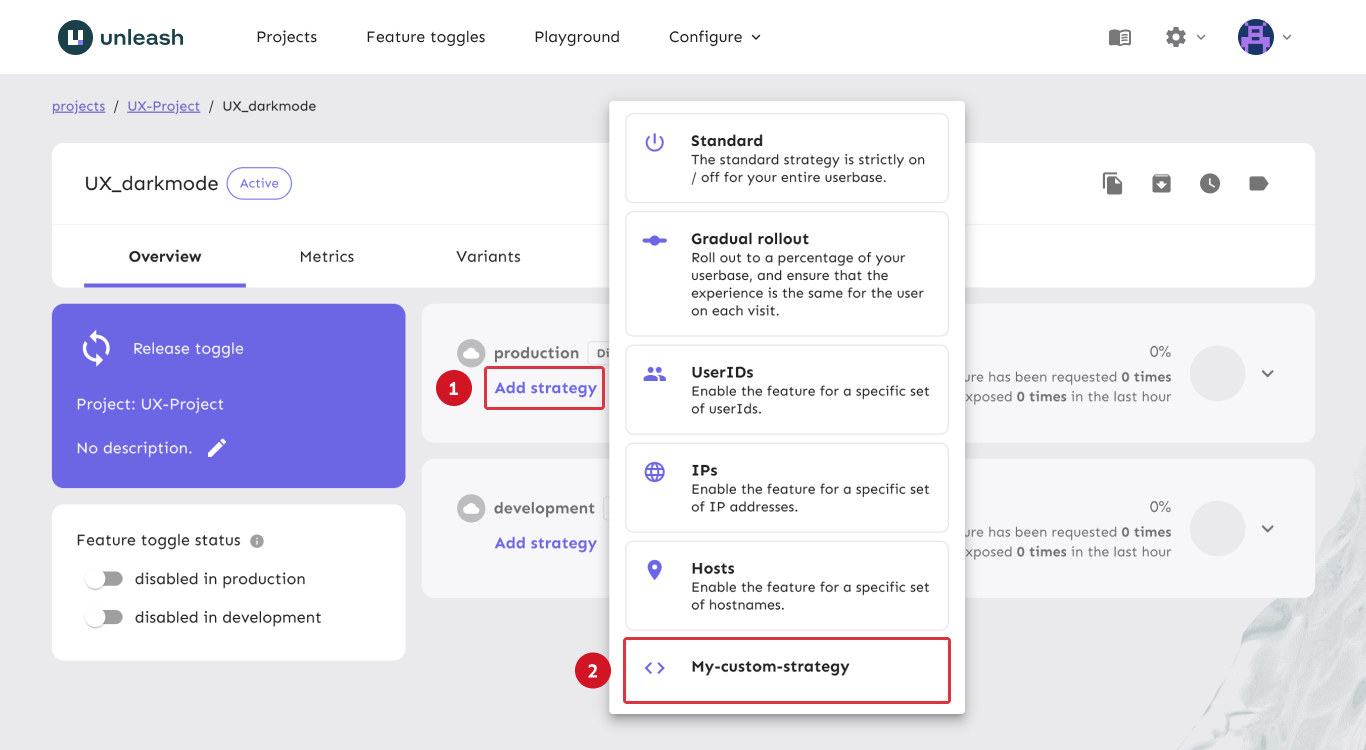 unleash
Projects
Feature toggles
Playground
Configure
projects / UX-Project / UX_darkmode
UX_darkmode
Active
Overview
Metrics
Variants
Release toggle
Project: UX-Project
No description.
Feature toggle status
disabled in production
disabled in development
production
Di
1
Add strategy
0%
ure has been requested 0 times
xposed 0 times in the last hour
development
Add strategy
0%
ure has been requested 0 times
xposed 0 times in the last hour
Standard
The standard strategy is strictly on
/ off for your entire userbase.
Gradual rollout
Roll out to a percentage of your
userbase, and ensure that the
experience is the same for the user
on each visit.
UserIDs
Enable the feature for a specific set
of userIds.
IPs
Enable the feature for a specific set
of IP addresses.
Hosts
Enable the feature for a specific set
of hostnames.
2
My-custom-strategy